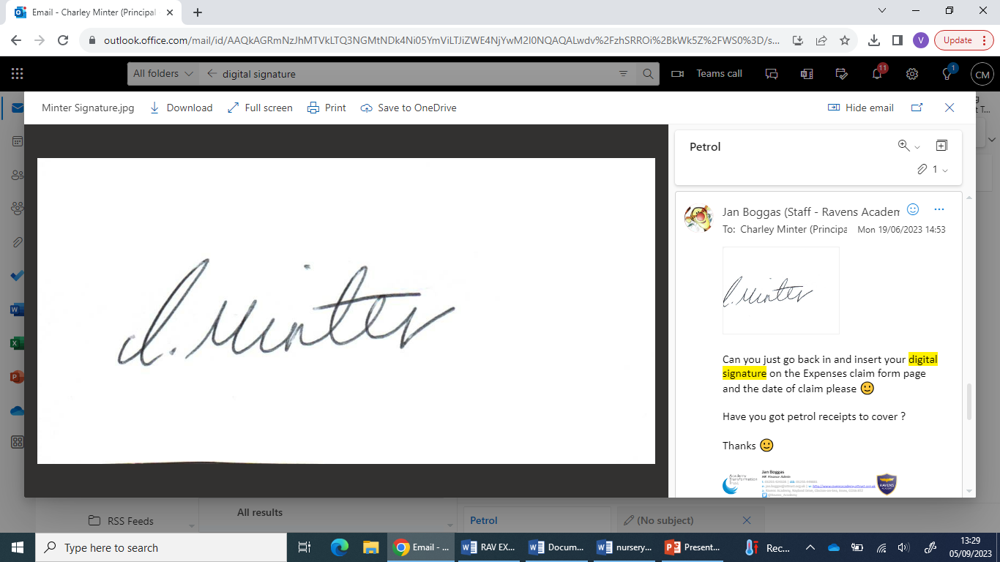 Email - Charley Minter (Principal
outlook.office.com/mail/id/AAQkAGRmNzJhMTVkLTQ3NGMtNDk4Ni05YmViLTJiZWE4NjYwM2I0NQAQALwdv%2FzhSRROi%2BkWk5Z%2FWS0%3D/s...
V
Update
All folders
digital signature
Teams call
11
1
CM
Minter Signature.jpg
Download
Full screen
Print
Save to OneDrive
Hide email
Petrol
1
Jan Boggas (Staff - Ravens Academ
To: Charley Minter (Principa
Mon 19/06/2023 14:53
C. Minter
C. Minter
Can you just go back in and insert your digital
signature on the Expenses claim form page
and the date of claim please
Have you got petrol receipts to cover ?
Thanks
Academy
Transformation
Trust
Jan Boggas
HR Finance Admin
RAVENS
ACADEMY
@Ravens_Academy
RSS Feeds
All results
Petrol
(No subject)
Type here to search
Email - ...
RAV EX...
Docum...
nursery...
Present...
Rec...
13:29
05/09/2023